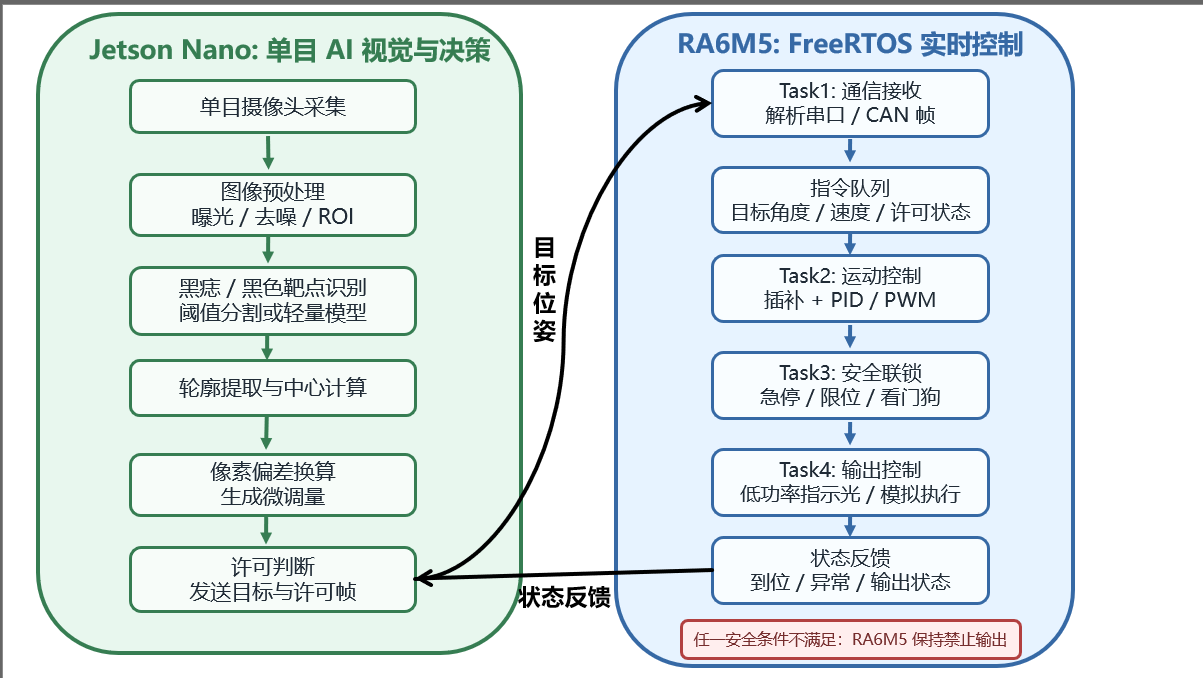 Jetson Nano: 单目 AI 视觉与决策
单目摄像头采集
图像预处理
曝光 / 去噪 / ROI
黑痣 / 黑色靶点识别
阈值分割或轻量模型
轮廓提取与中心计算
像素偏差换算
生成微调量
许可判断
发送目标与许可帧
目标位姿
状态反馈
RA6M5: FreeRTOS 实时控制
Task1: 通信接收
解析串口 / CAN 帧
指令队列
目标角度 / 速度 / 许可状态
Task2: 运动控制
插补 + PID / PWM
Task3: 安全联锁
急停 / 限位 / 看门狗
Task4: 输出控制
低功率指示光 / 模拟执行
状态反馈
到位 / 异常 / 输出状态
任一安全条件不满足：RA6M5 保持禁止输出